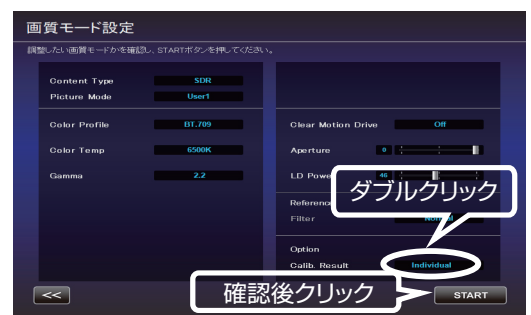 画質モード設定
調整したい画質モードかを確認し、STARTボタンを押してください。
Content Type SDR
Picture Mode User1
Color Profile BT.709
Color Temp 6500K
Gamma 2.2
Clear Motion Drive Off
Aperture 0
LD Power 46
ダブルクリック
Reference
Filter Normal
Option
Calib. Result Individual
確認後クリック
<< START